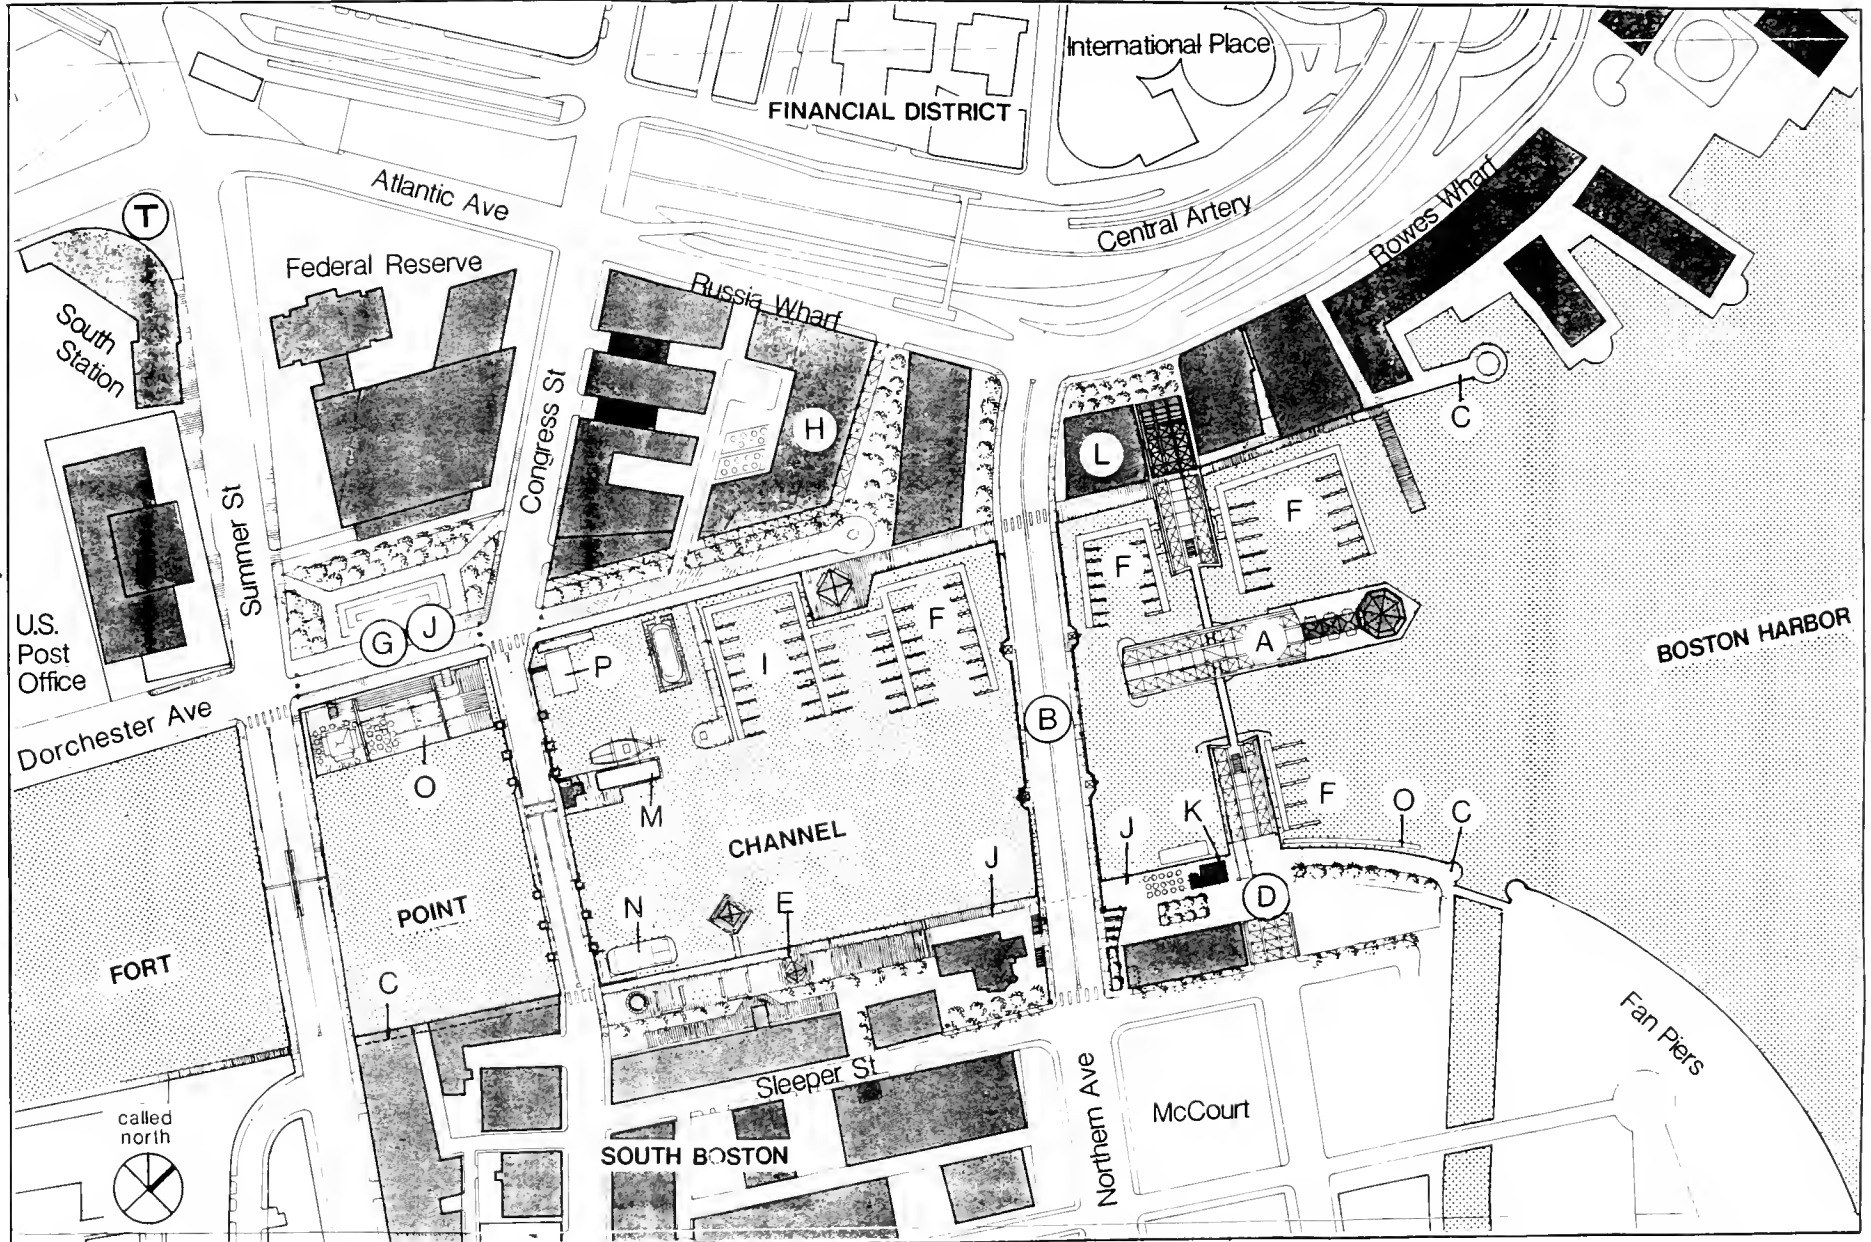 International Place
FINANCIAL DISTRICT
Atlantic Ave
Central Artery
Rowes Wharf
T
Federal Reserve
Russia Wharf
South
Station
Congress St
H
L
C
F
Summer St
F
A
U.S.
Post
Office
G
J
P
I
F
B
BOSTON HARBOR
Dorchester Ave
O
M
CHANNEL
J
J
K
F
O
C
POINT
N
E
D
FORT
C
Fan Piers
Sleeper St
Northern Ave
McCourt
called
north
SOUTH BOSTON